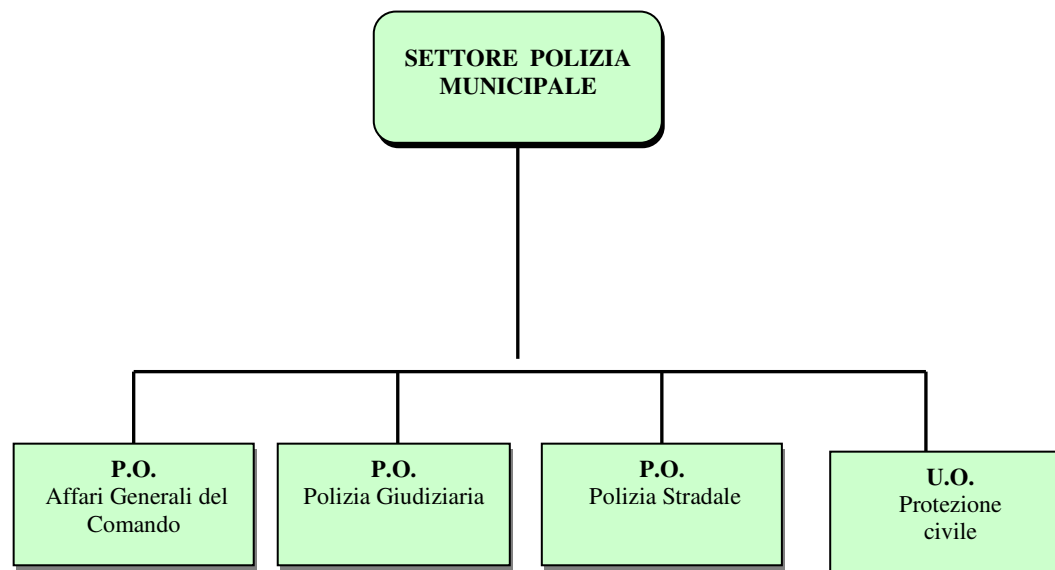 SETTORE POLIZIA
MUNICIPALE
P.O.
Affari Generali del
Comando
P.O.
Polizia Giudiziaria
P.O.
Polizia Stradale
U.O.
Protezione
civile